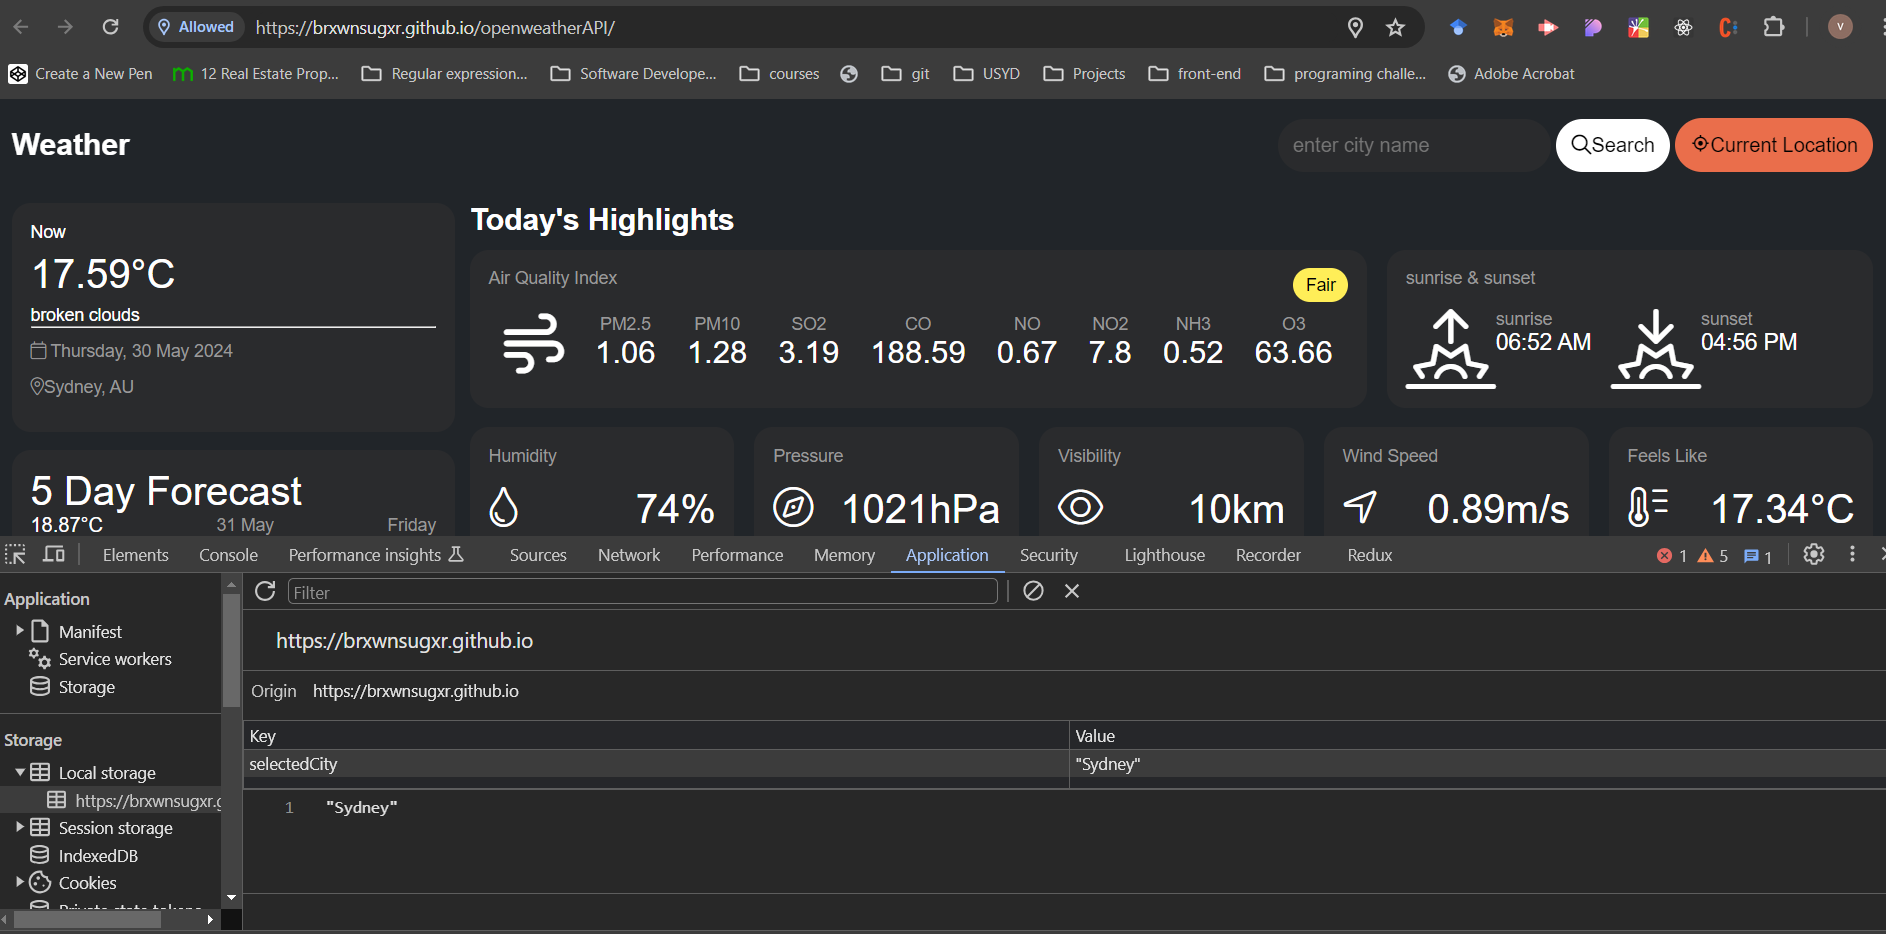 Allowed https://brxwnsugxr.github.io/openweatherAPI/ V
Create a New Pen 12 Real Estate Prop... Regular expression... Software Develope... courses git USYD Projects front-end programing challe... Adobe Acrobat
Weather enter city name Search Current Location
Now
17.59°C
broken clouds
Thursday, 30 May 2024
Sydney, AU
5 Day Forecast
18.87°C 31 May Friday
Today's Highlights
Air Quality Index Fair
PM2.5 PM10 SO2 CO NO NO2 NH3 O3
1.06 1.28 3.19 188.59 0.67 7.8 0.52 63.66
sunrise & sunset
sunrise
06:52 AM
sunset
04:56 PM
Humidity
74%
Pressure
1021hPa
Visibility
10km
Wind Speed
0.89m/s
Feels Like
17.34°C
Elements Console Performance insights Sources Network Performance Memory Application Security Lighthouse Recorder Redux 1 5 1
Application
Manifest
Service workers
Storage
Storage
Local storage
https://brxwnsugxr.g
Session storage
IndexedDB
Cookies
Private state tokens
Filter
https://brxwnsugxr.github.io
Origin https://brxwnsugxr.github.io
Key Value
selectedCity "Sydney"
1 "Sydney"